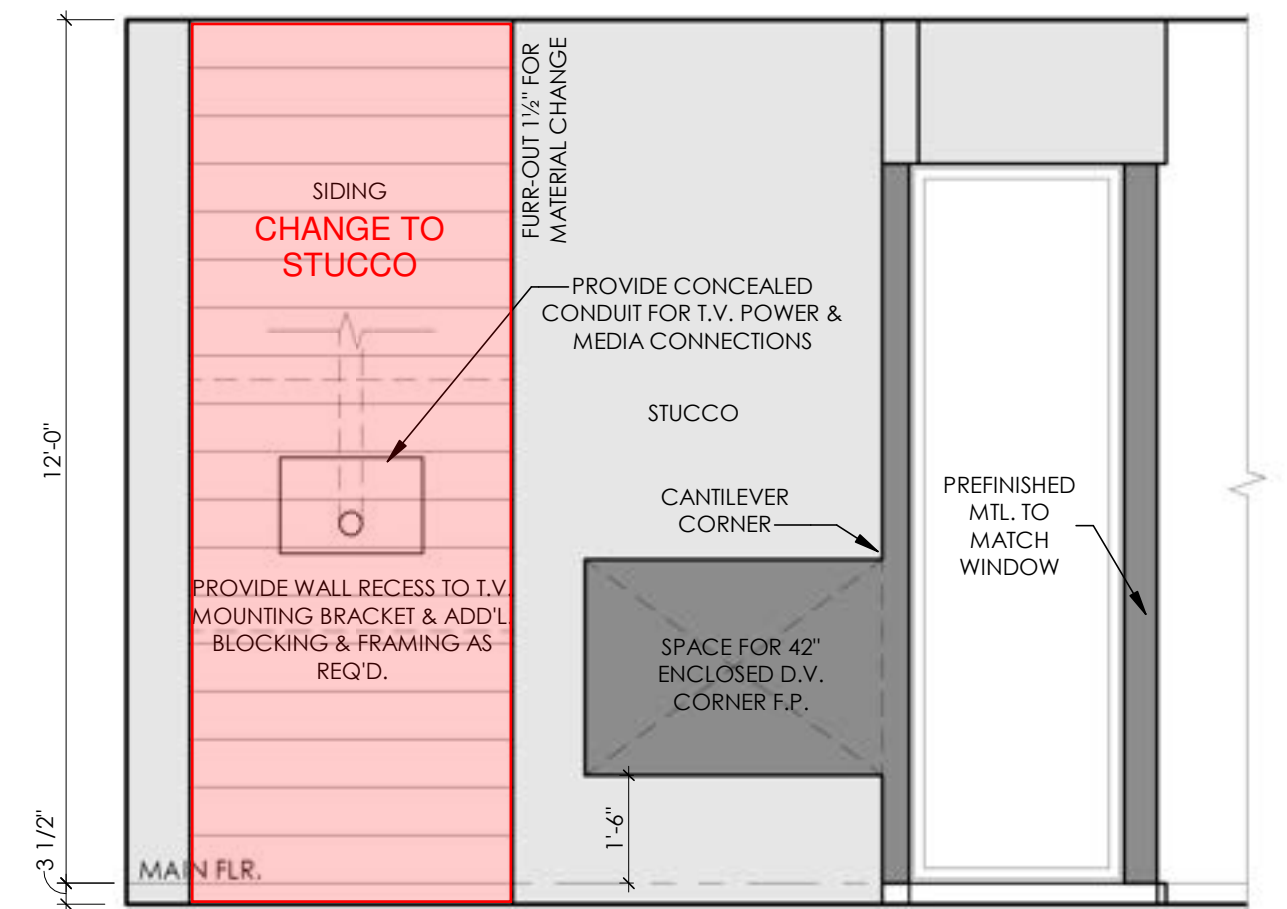 12'-0"
3 1/2"
SIDING
CHANGE TO
STUCCO
FURR-OUT 1½" FOR
MATERIAL CHANGE
PROVIDE CONCEALED
CONDUIT FOR T.V. POWER &
MEDIA CONNECTIONS
STUCCO
CANTILEVER
CORNER
PREFINISHED
MTL. TO
MATCH
WINDOW
PROVIDE WALL RECESS TO T.V.
MOUNTING BRACKET & ADD'L.
BLOCKING & FRAMING AS
REQ'D.
SPACE FOR 42"
ENCLOSED D.V.
CORNER F.P.
1'-6"
MAIN FLR.